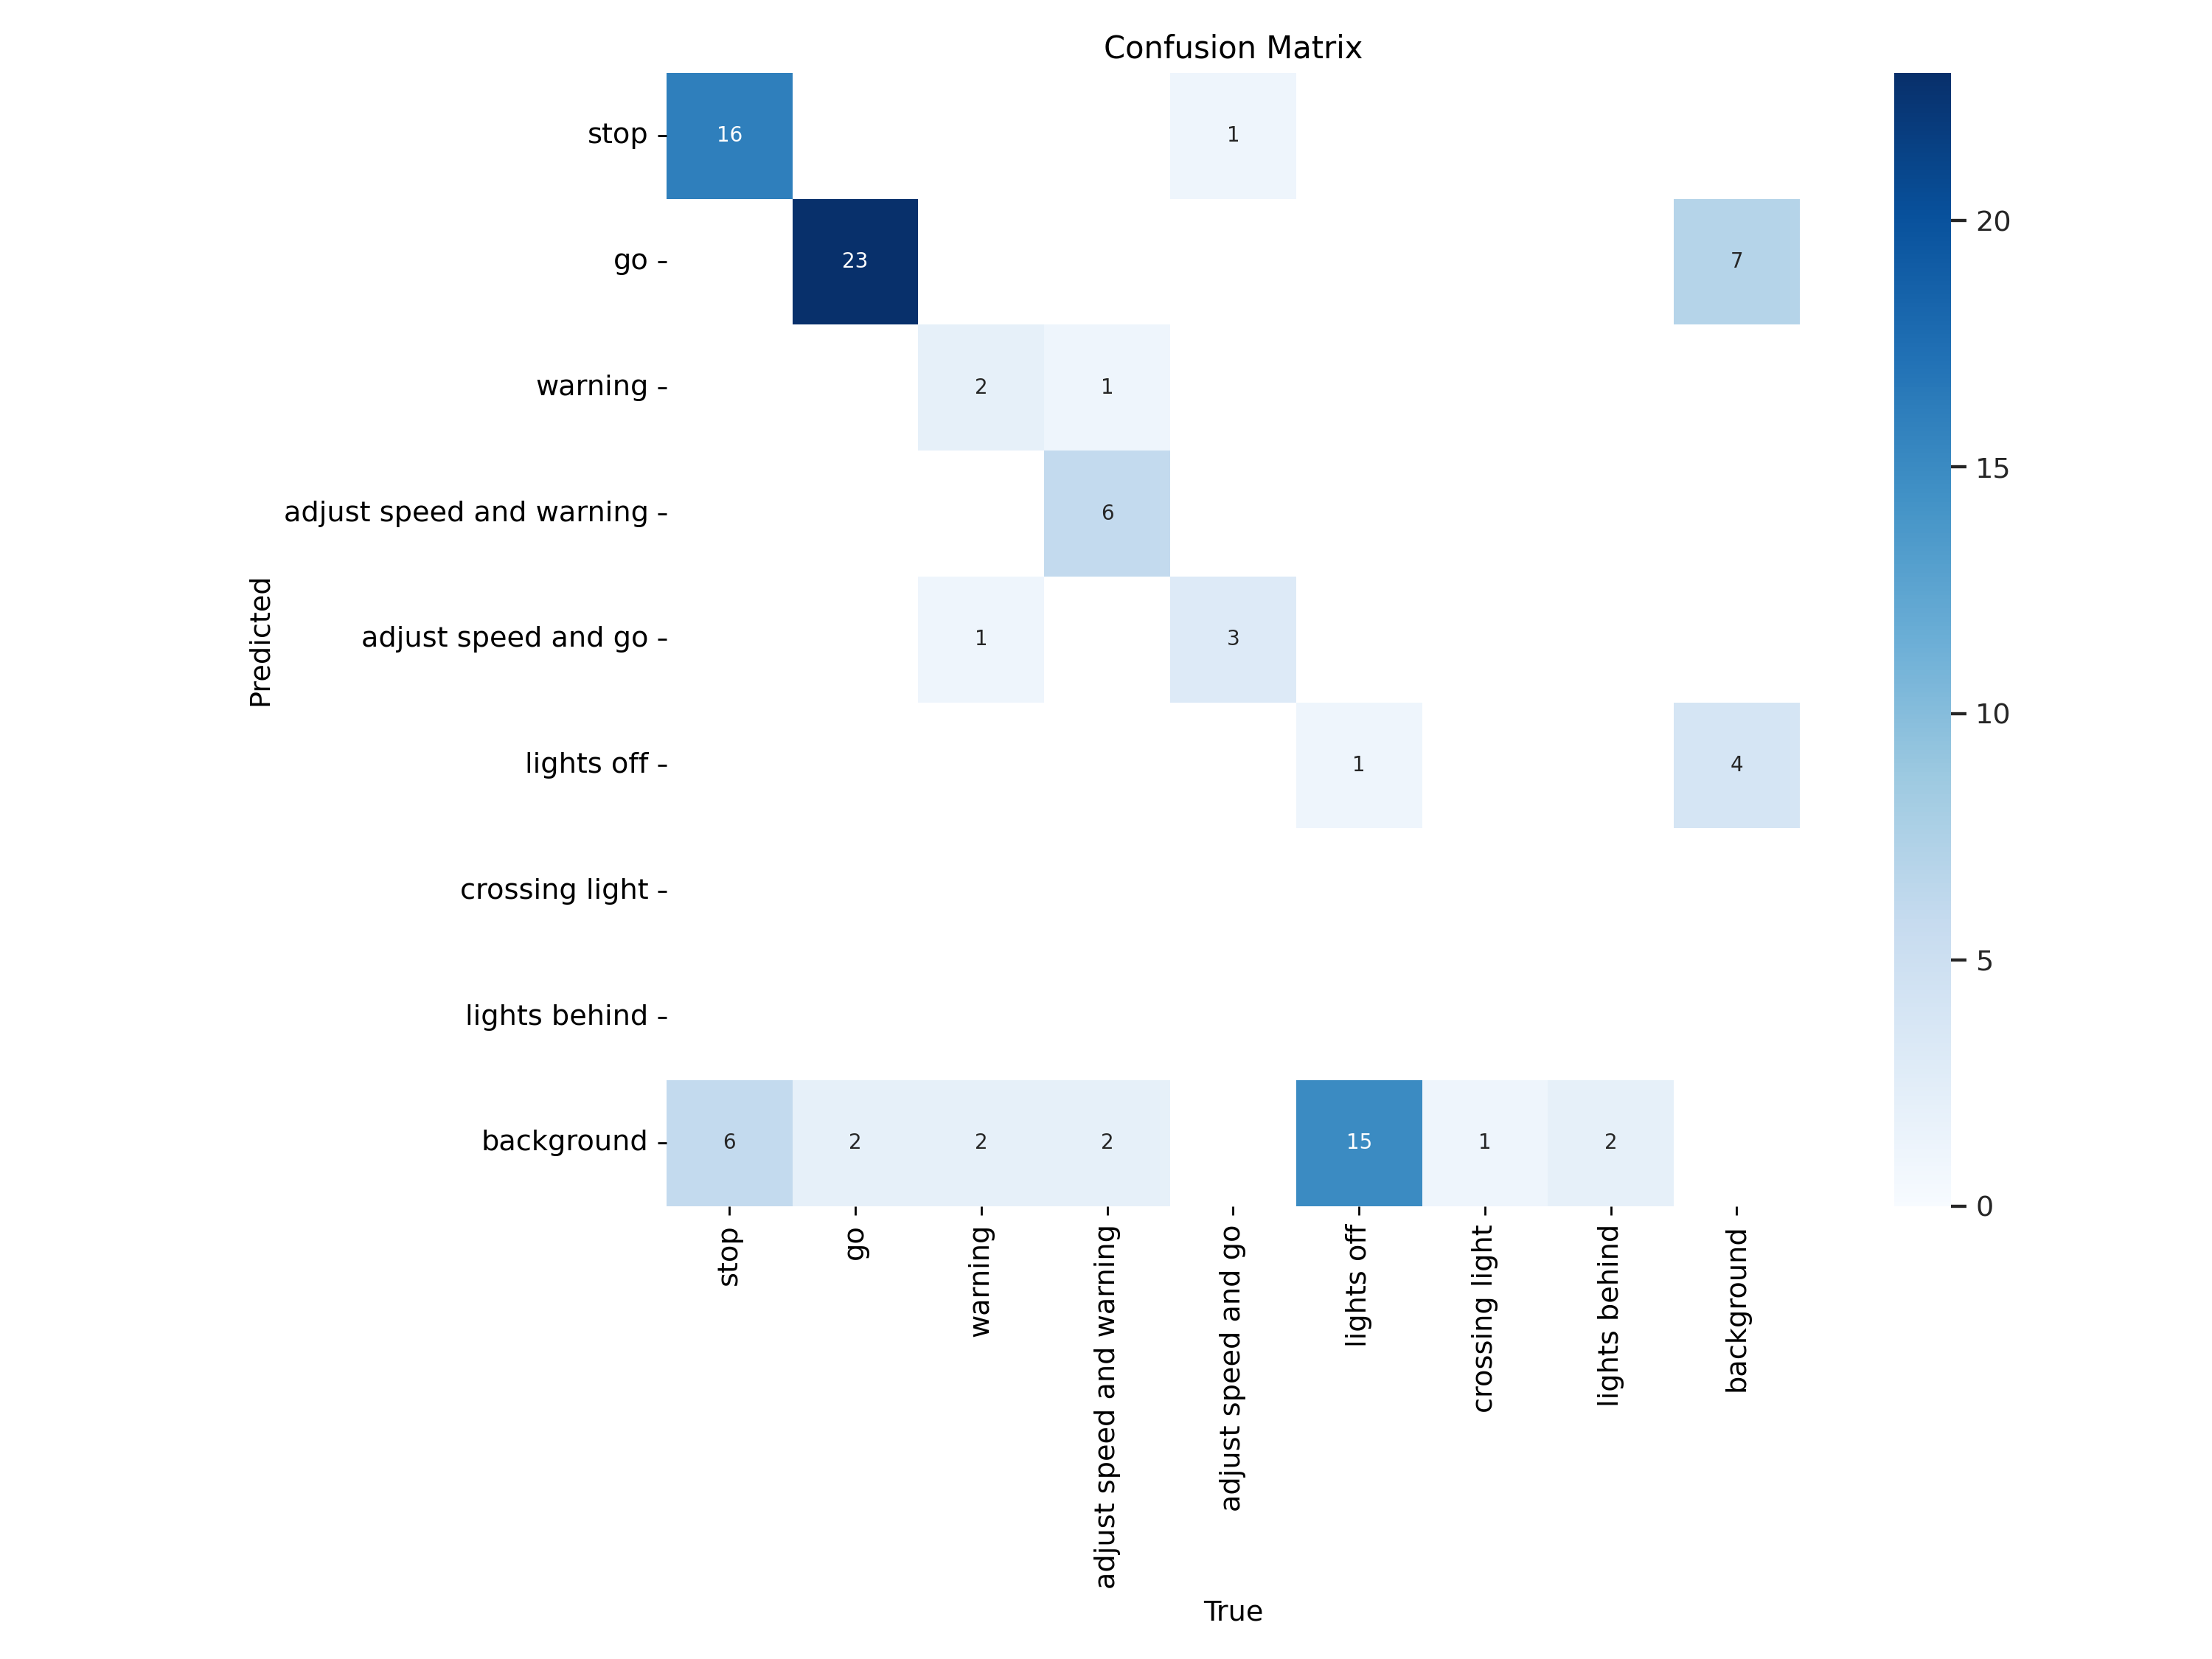 Confusion Matrix
stop
16
1
go
23
7
warning
2
1
adjust speed and warning
6
adjust speed and go
1
3
lights off
1
4
crossing light
lights behind
background
6
2
2
2
15
1
2
Predicted
stop
go
warning
adjust speed and warning
adjust speed and go
lights off
crossing light
lights behind
background
True
20
15
10
5
0